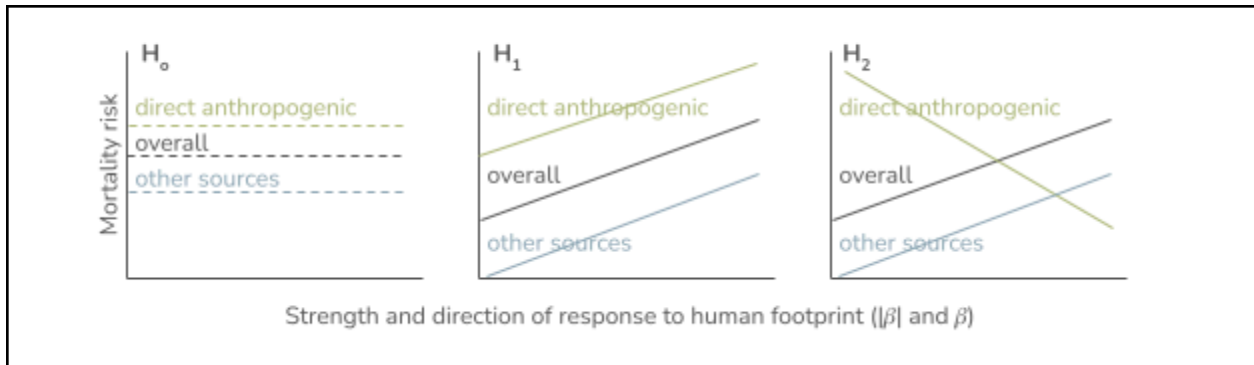 H₀
direct anthropogenic
overall
other sources
Mortality risk
H₁
direct anthropogenic
overall
other sources
H₂
direct anthropogenic
overall
other sources
Strength and direction of response to human footprint (|β| and β)